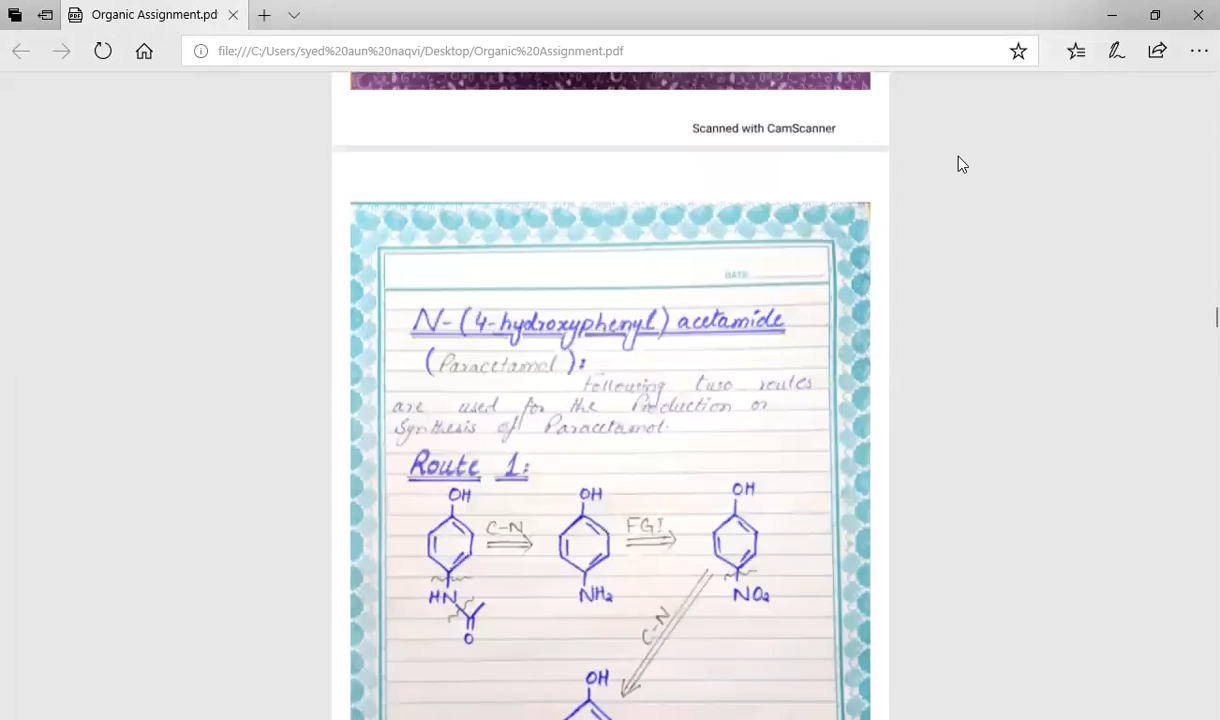 Organic Assignment.pdf
file:///C:/Users/syed%20aun%20naqvi/Desktop/Organic%20Assignment.pdf
Scanned with CamScanner
DATE:
N-(4-hydroxyphenyl) acetamide
(Paracetamol):
Following two routes
are used for the Production or
Synthesis of Paracetamol.
Route 1:
OH OH OH
C-N FGI
HN NH₂ NO₂
O
C-N
OH